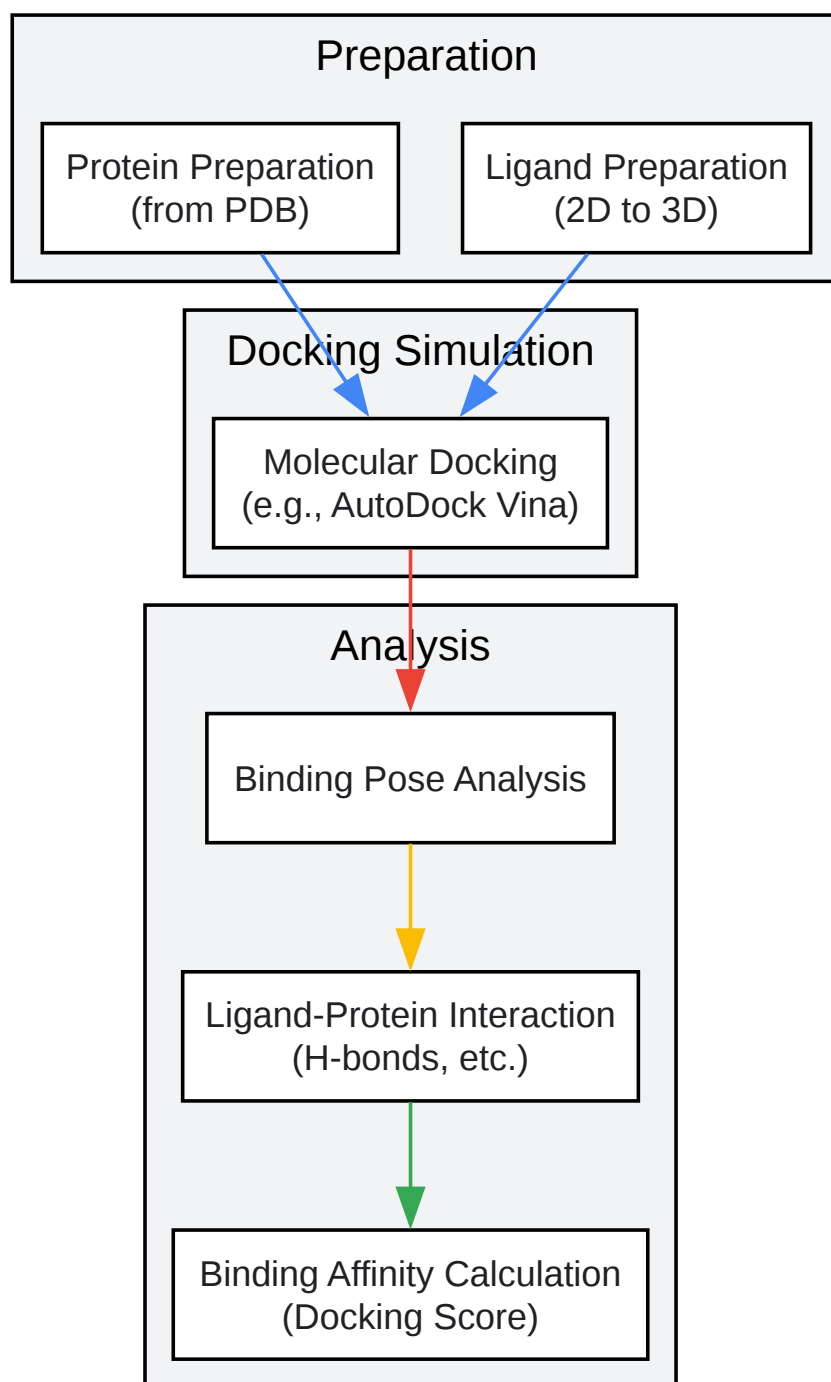 Preparation
Protein Preparation
(from PDB)
Ligand Preparation
(2D to 3D)
Docking Simulation
Molecular Docking
(e.g., AutoDock Vina)
Analysis
Binding Pose Analysis
Ligand-Protein Interaction
(H-bonds, etc.)
Binding Affinity Calculation
(Docking Score)